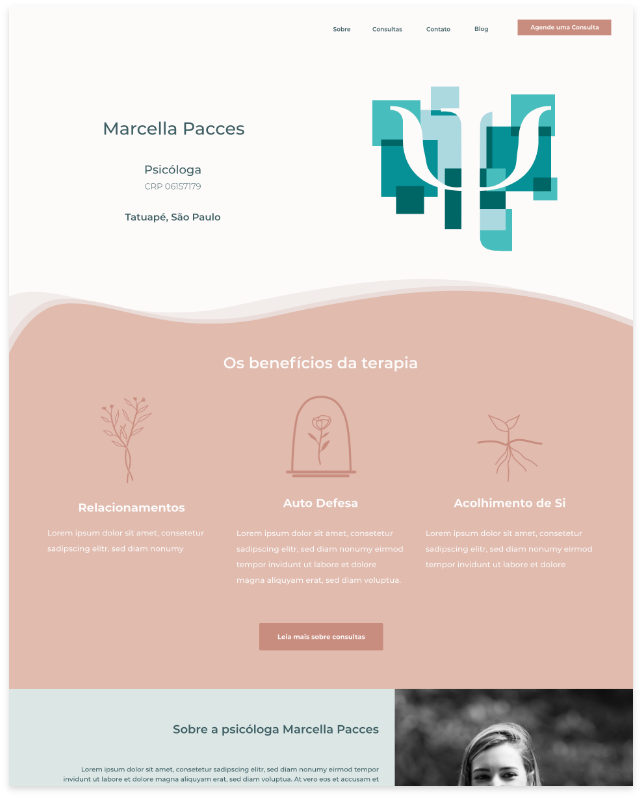 Sobre Consultas Contato Blog Agende uma Consulta
Marcella Pacces
Psicóloga
CRP 06157179
Tatuapé, São Paulo
Os benefícios da terapia
Relacionamentos
Lorem ipsum dolor sit amet, consetetur
sadipscing elitr, sed diam nonumy
Auto Defesa
Lorem ipsum dolor sit amet, consetetur
sadipscing elitr, sed diam nonumy eirmod
tempor invidunt ut labore et dolore
magna aliquyam erat, sed diam voluptua.
Acolhimento de Si
Lorem ipsum dolor sit amet, consetetur
sadipscing elitr, sed diam nonumy eirmod
tempor invidunt ut labore et dolore
Leia mais sobre consultas
Sobre a psicóloga Marcella Pacces
Lorem ipsum dolor sit amet, consetetur sadipscing elitr, sed diam nonumy eirmod tempor
invidunt ut labore et dolore magna aliquyam erat, sed diam voluptua. At vero eos et accusam et